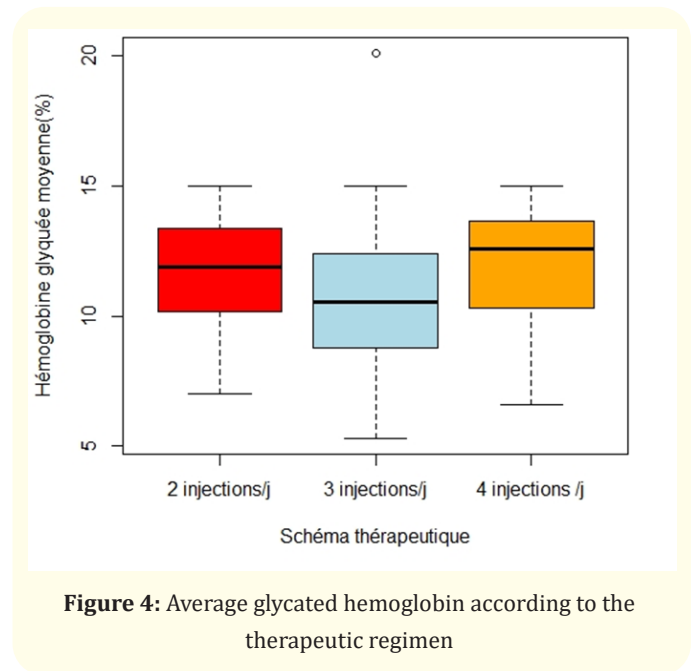 Hémoglobine glyquée moyenne(%)
20
15
10
5
2 injections/j 3 injections/j 4 injections /j
Schéma thérapeutique
Figure 4: Average glycated hemoglobin according to the
therapeutic regimen